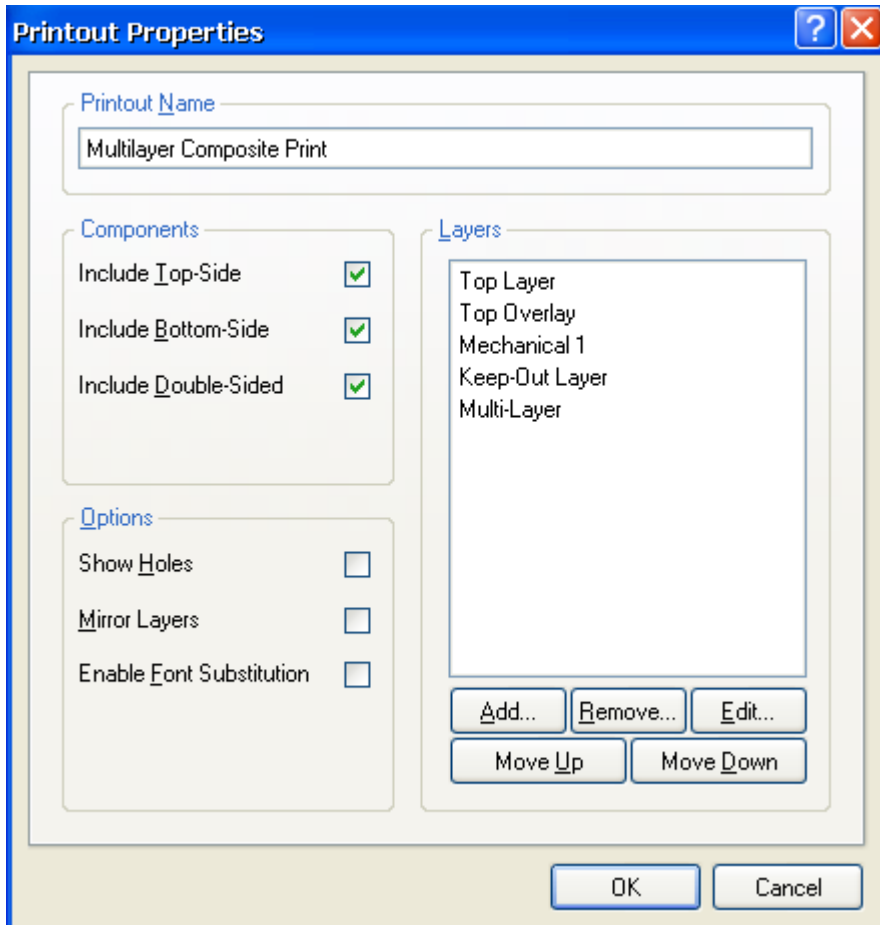 Printout Properties
Printout Name
Multilayer Composite Print
Components
Include Top-Side
Include Bottom-Side
Include Double-Sided
Options
Show Holes
Mirror Layers
Enable Font Substitution
Layers
Top Layer
Top Overlay
Mechanical 1
Keep-Out Layer
Multi-Layer
Add... Remove... Edit...
Move Up Move Down
OK Cancel